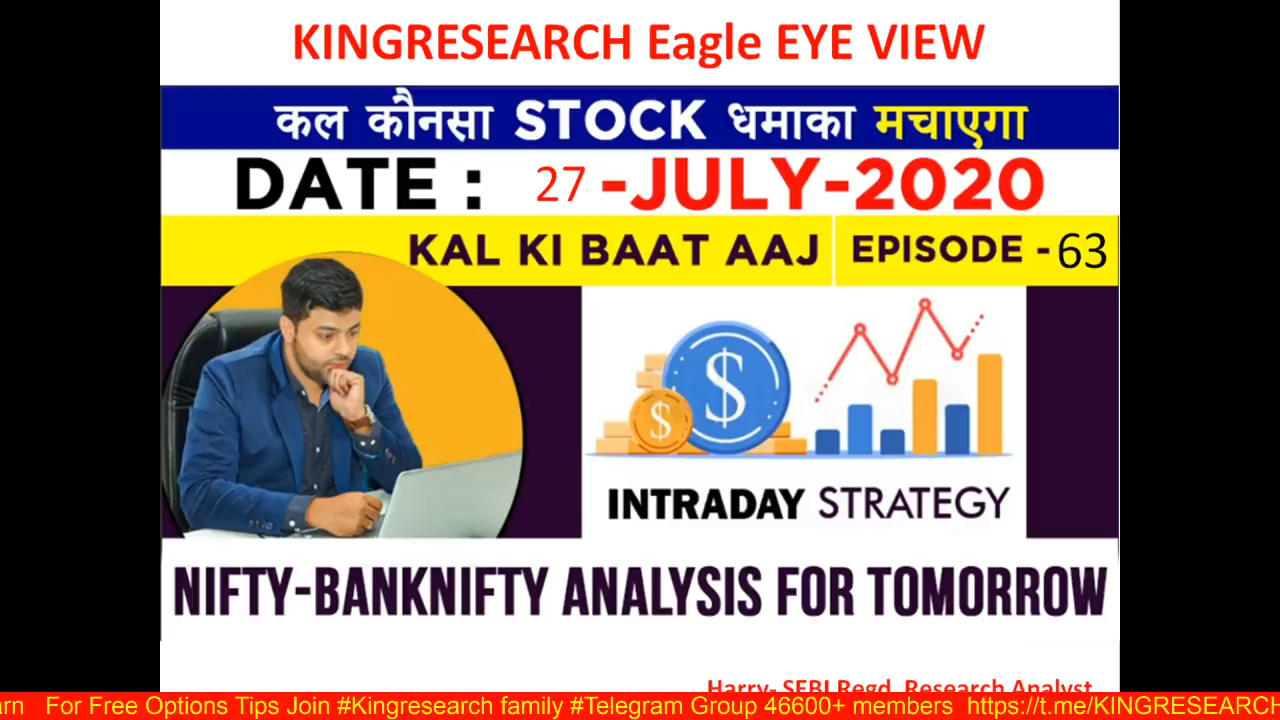 KINGRESEARCH Eagle EYE VIEW
कल कौनसा STOCK धमाका मचाएगा
DATE : 27 -JULY-2020
KAL KI BAAT AAJ EPISODE - 63
$
$
INTRADAY STRATEGY
NIFTY-BANKNIFTY ANALYSIS FOR TOMORROW
Harry- SEBI Regd. Research Analyst
For Free Options Tips Join #Kingresearch family #Telegram Group 46600+ members https://t.me/KINGRESEARCH